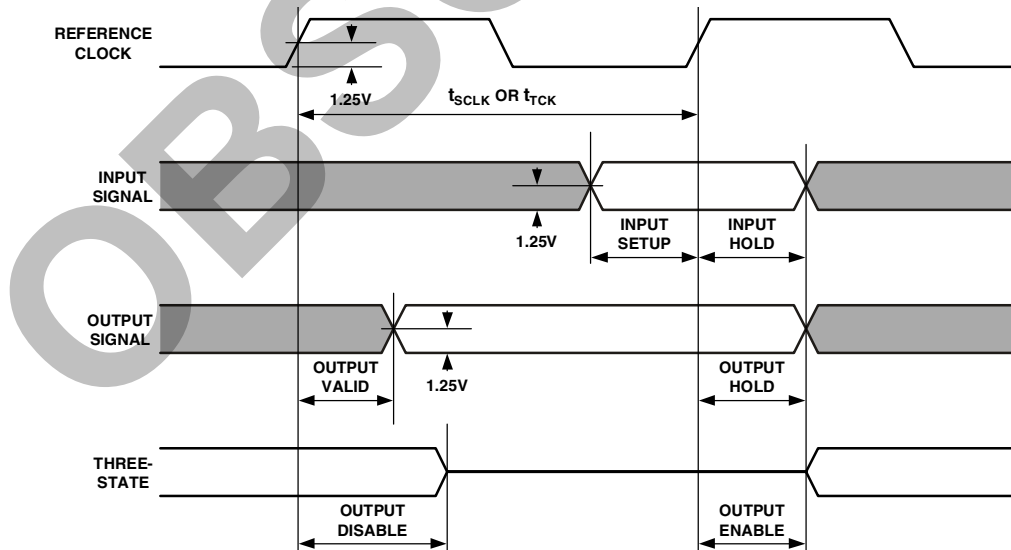 REFERENCE
CLOCK
1.25V
tSCLK OR tTCK
INPUT
SIGNAL
1.25V
INPUT
SETUP
INPUT
HOLD
OUTPUT
SIGNAL
OUTPUT
VALID
1.25V
OUTPUT
HOLD
THREE-
STATE
OUTPUT
DISABLE
OUTPUT
ENABLE
OBSO